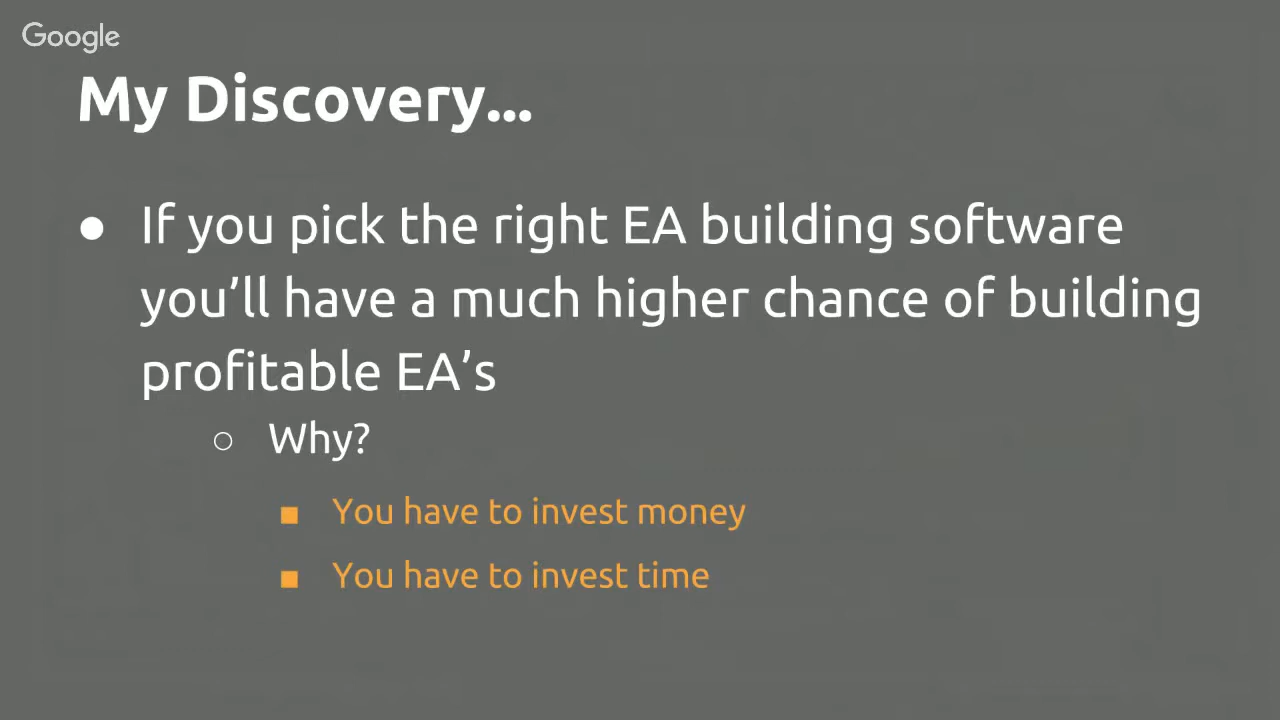 Google
My Discovery...
● If you pick the right EA building software
you’ll have a much higher chance of building
profitable EA’s
○ Why?
■ You have to invest money
■ You have to invest time